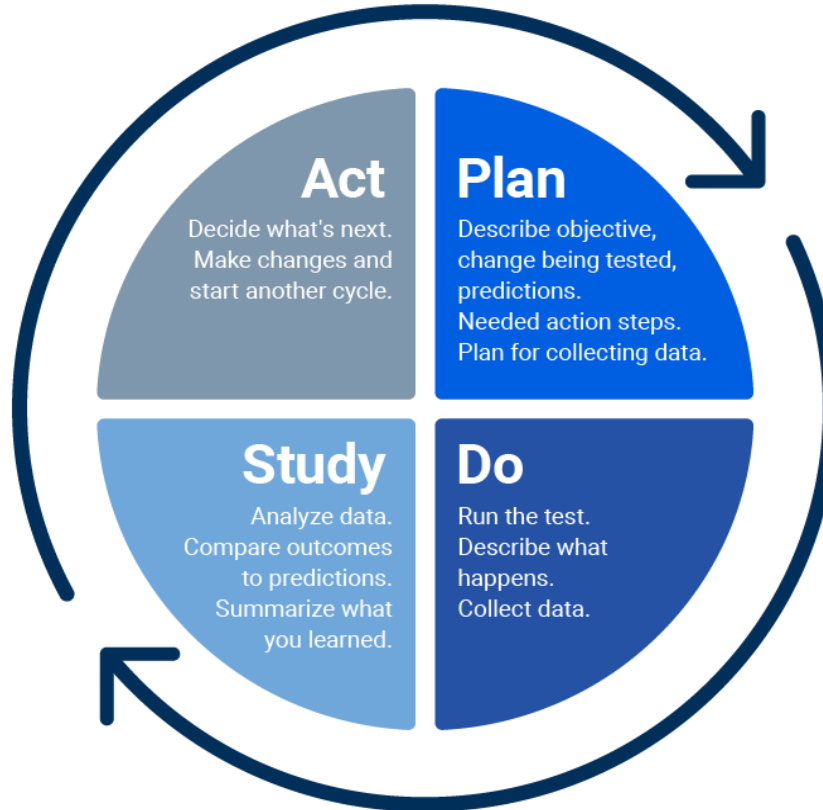 Act
Decide what's next.
Make changes and
start another cycle.
Plan
Describe objective,
change being tested,
predictions.
Needed action steps.
Plan for collecting data.
Study
Analyze data.
Compare outcomes
to predictions.
Summarize what
you learned.
Do
Run the test.
Describe what
happens.
Collect data.